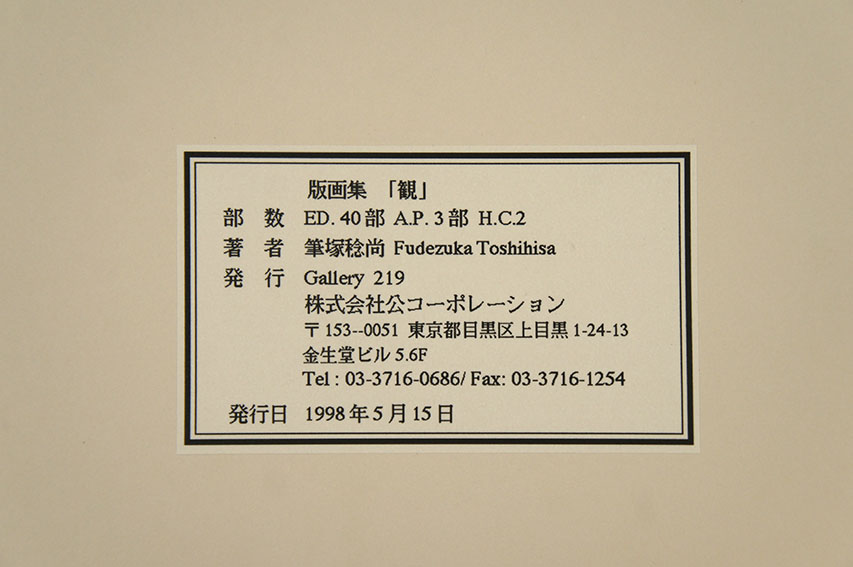 版画集 「観」
部 数 ED. 40部 A.P. 3部 H.C.2
著 者 筆塚稔尚 Fudezuka Toshihisa
発 行 Gallery 219
株式会社公コーポレーション
〒153--0051 東京都目黒区上目黒1-24-13
金生堂ビル5.6F
Tel : 03-3716-0686/ Fax: 03-3716-1254
発行日 1998年5月15日